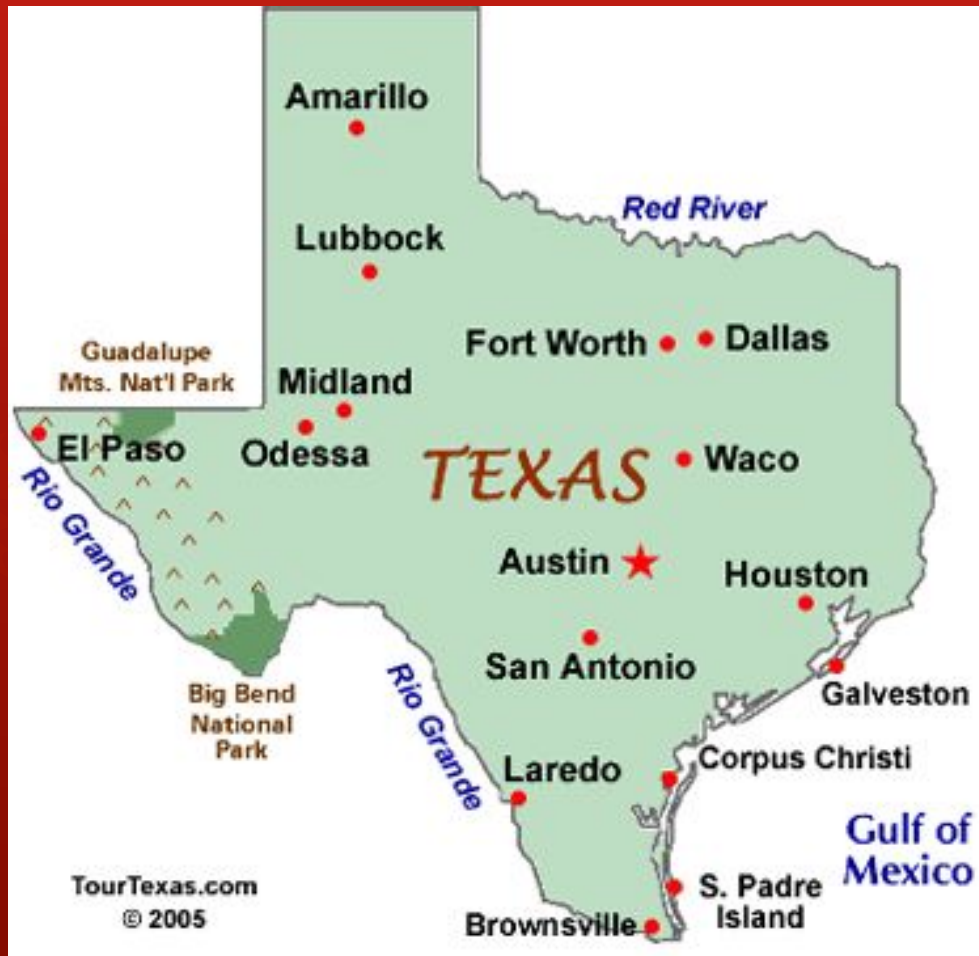 Amarillo
Red River
Lubbock
Fort Worth
Dallas
Guadalupe
Mts. Nat'l Park
Midland
El Paso
Odessa
TEXAS
Waco
Rio Grande
Austin
Houston
San Antonio
Big Bend
National
Park
Rio Grande
Galveston
Laredo
Corpus Christi
Gulf of
Mexico
TourTexas.com
© 2005
S. Padre
Island
Brownsville